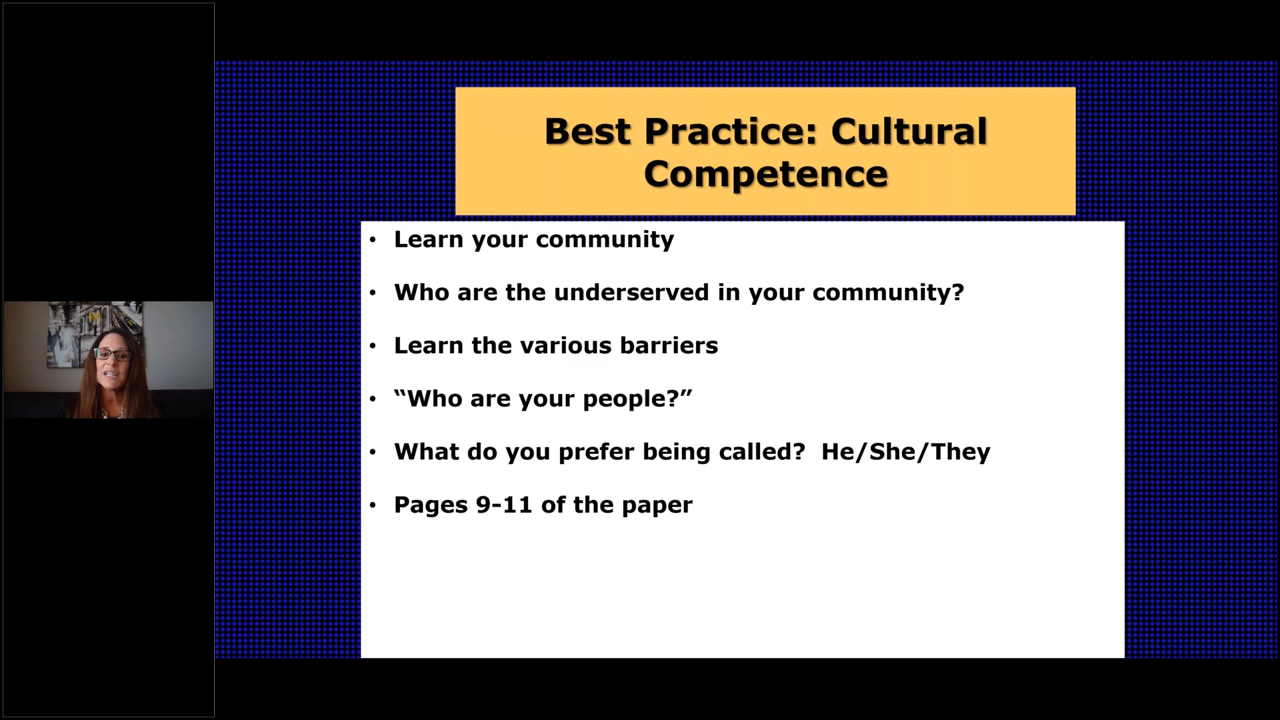 Best Practice: Cultural
Competence
• Learn your community
• Who are the underserved in your community?
• Learn the various barriers
• “Who are your people?”
• What do you prefer being called?  He/She/They
• Pages 9-11 of the paper